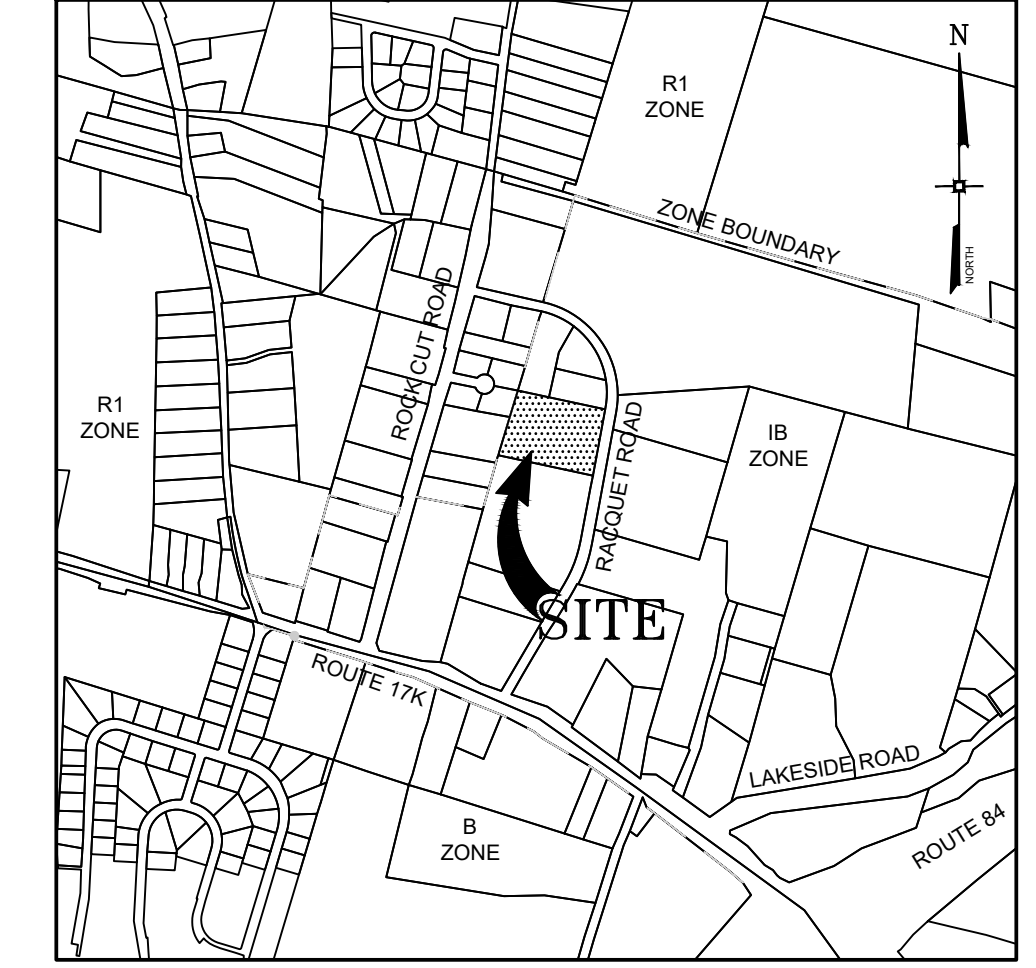 N
R1
ZONE
ZONE BOUNDARY
NORTH
ROCK CUT ROAD
R1
ZONE
IB
ZONE
RACQUET ROAD
SITE
ROUTE 17K
LAKESIDE ROAD
B
ZONE
ROUTE 84